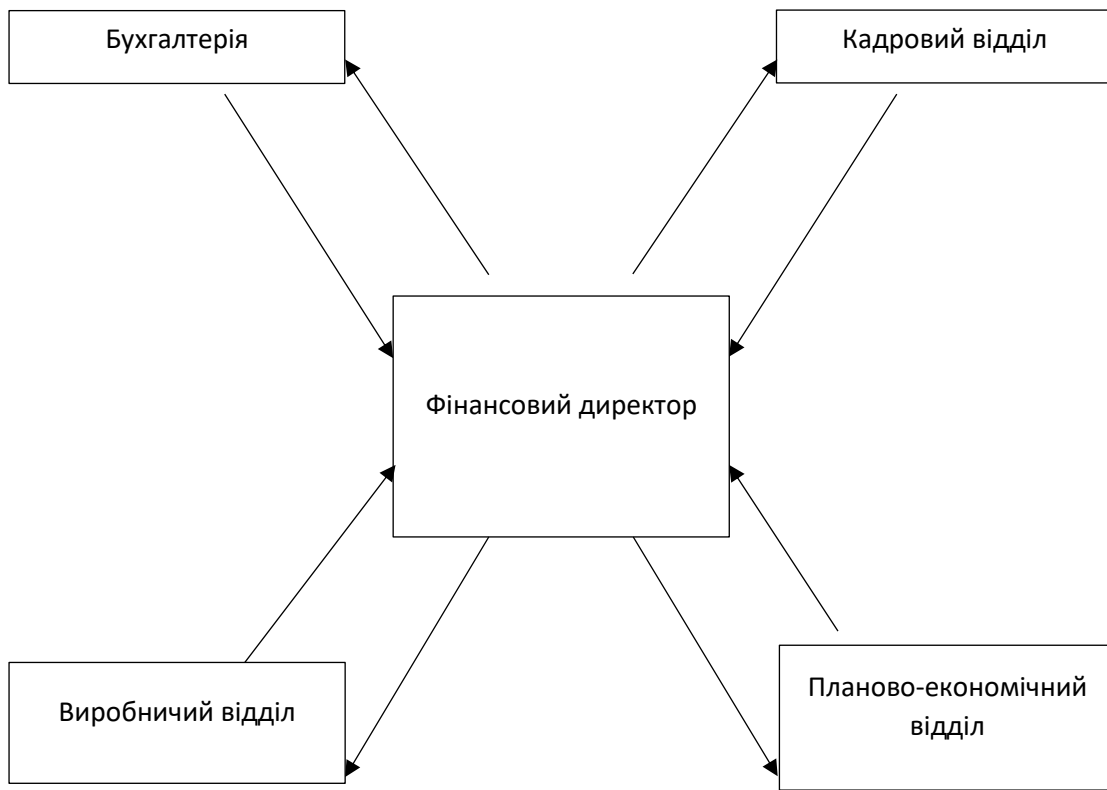 Бухгалтерія
Кадровий відділ
Фінансовий директор
Виробничий відділ
Планово-економічний
відділ